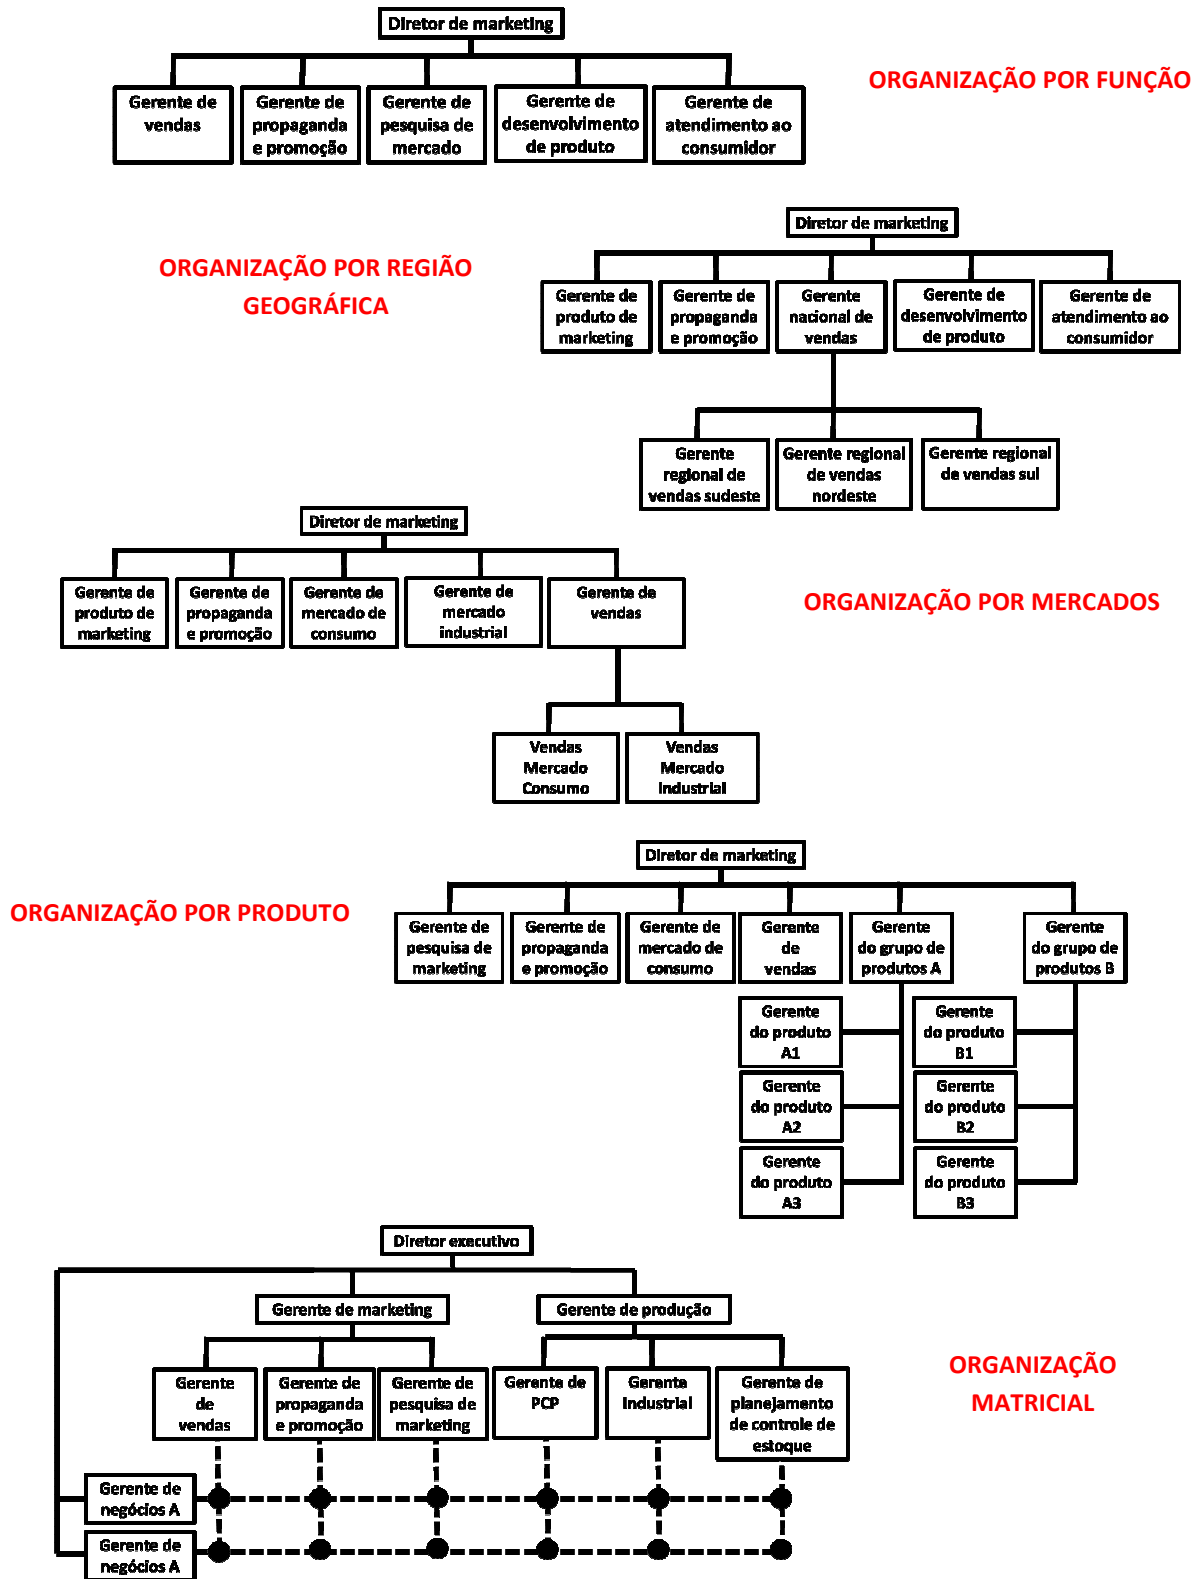 Diretor de marketing
ORGANIZAÇÃO POR FUNÇÃO
Gerente de
vendas
Gerente de
propaganda
e promoção
Gerente de
pesquisa de
mercado
Gerente de
desenvolvimento
de produto
Gerente de
atendimento ao
consumidor
ORGANIZAÇÃO POR REGIÃO
GEOGRÁFICA
Diretor de marketing
Gerente de
produto de
marketing
Gerente de
propaganda
e promoção
Gerente
nacional de
vendas
Gerente de
desenvolvimento
de produto
Gerente de
atendimento ao
consumidor
Gerente
regional de
vendas sudeste
Gerente regional
de vendas
nordeste
Gerente regional
de vendas sul
Diretor de marketing
ORGANIZAÇÃO POR MERCADOS
Gerente de
produto de
marketing
Gerente de
propaganda
e promoção
Gerente de
mercado de
consumo
Gerente de
mercado
industrial
Gerente de
vendas
Vendas
Mercado
Consumo
Vendas
Mercado
Industrial
ORGANIZAÇÃO POR PRODUTO
Diretor de marketing
Gerente de
pesquisa de
marketing
Gerente de
propaganda
e promoção
Gerente de
mercado de
consumo
Gerente
de
vendas
Gerente
do grupo de
produtos A
Gerente
do grupo de
produtos B
Gerente
do produto
A1
Gerente
do produto
B1
Gerente
do produto
A2
Gerente
do produto
B2
Gerente
do produto
A3
Gerente
do produto
B3
Diretor executivo
ORGANIZAÇÃO
MATRICIAL
Gerente de marketing
Gerente de produção
Gerente
de
vendas
Gerente de
propaganda
e promoção
Gerente de
pesquisa de
marketing
Gerente de
PCP
Gerente
Industrial
Gerente de
planejamento
de controle de
estoque
Gerente de
negócios A
Gerente de
negócios A